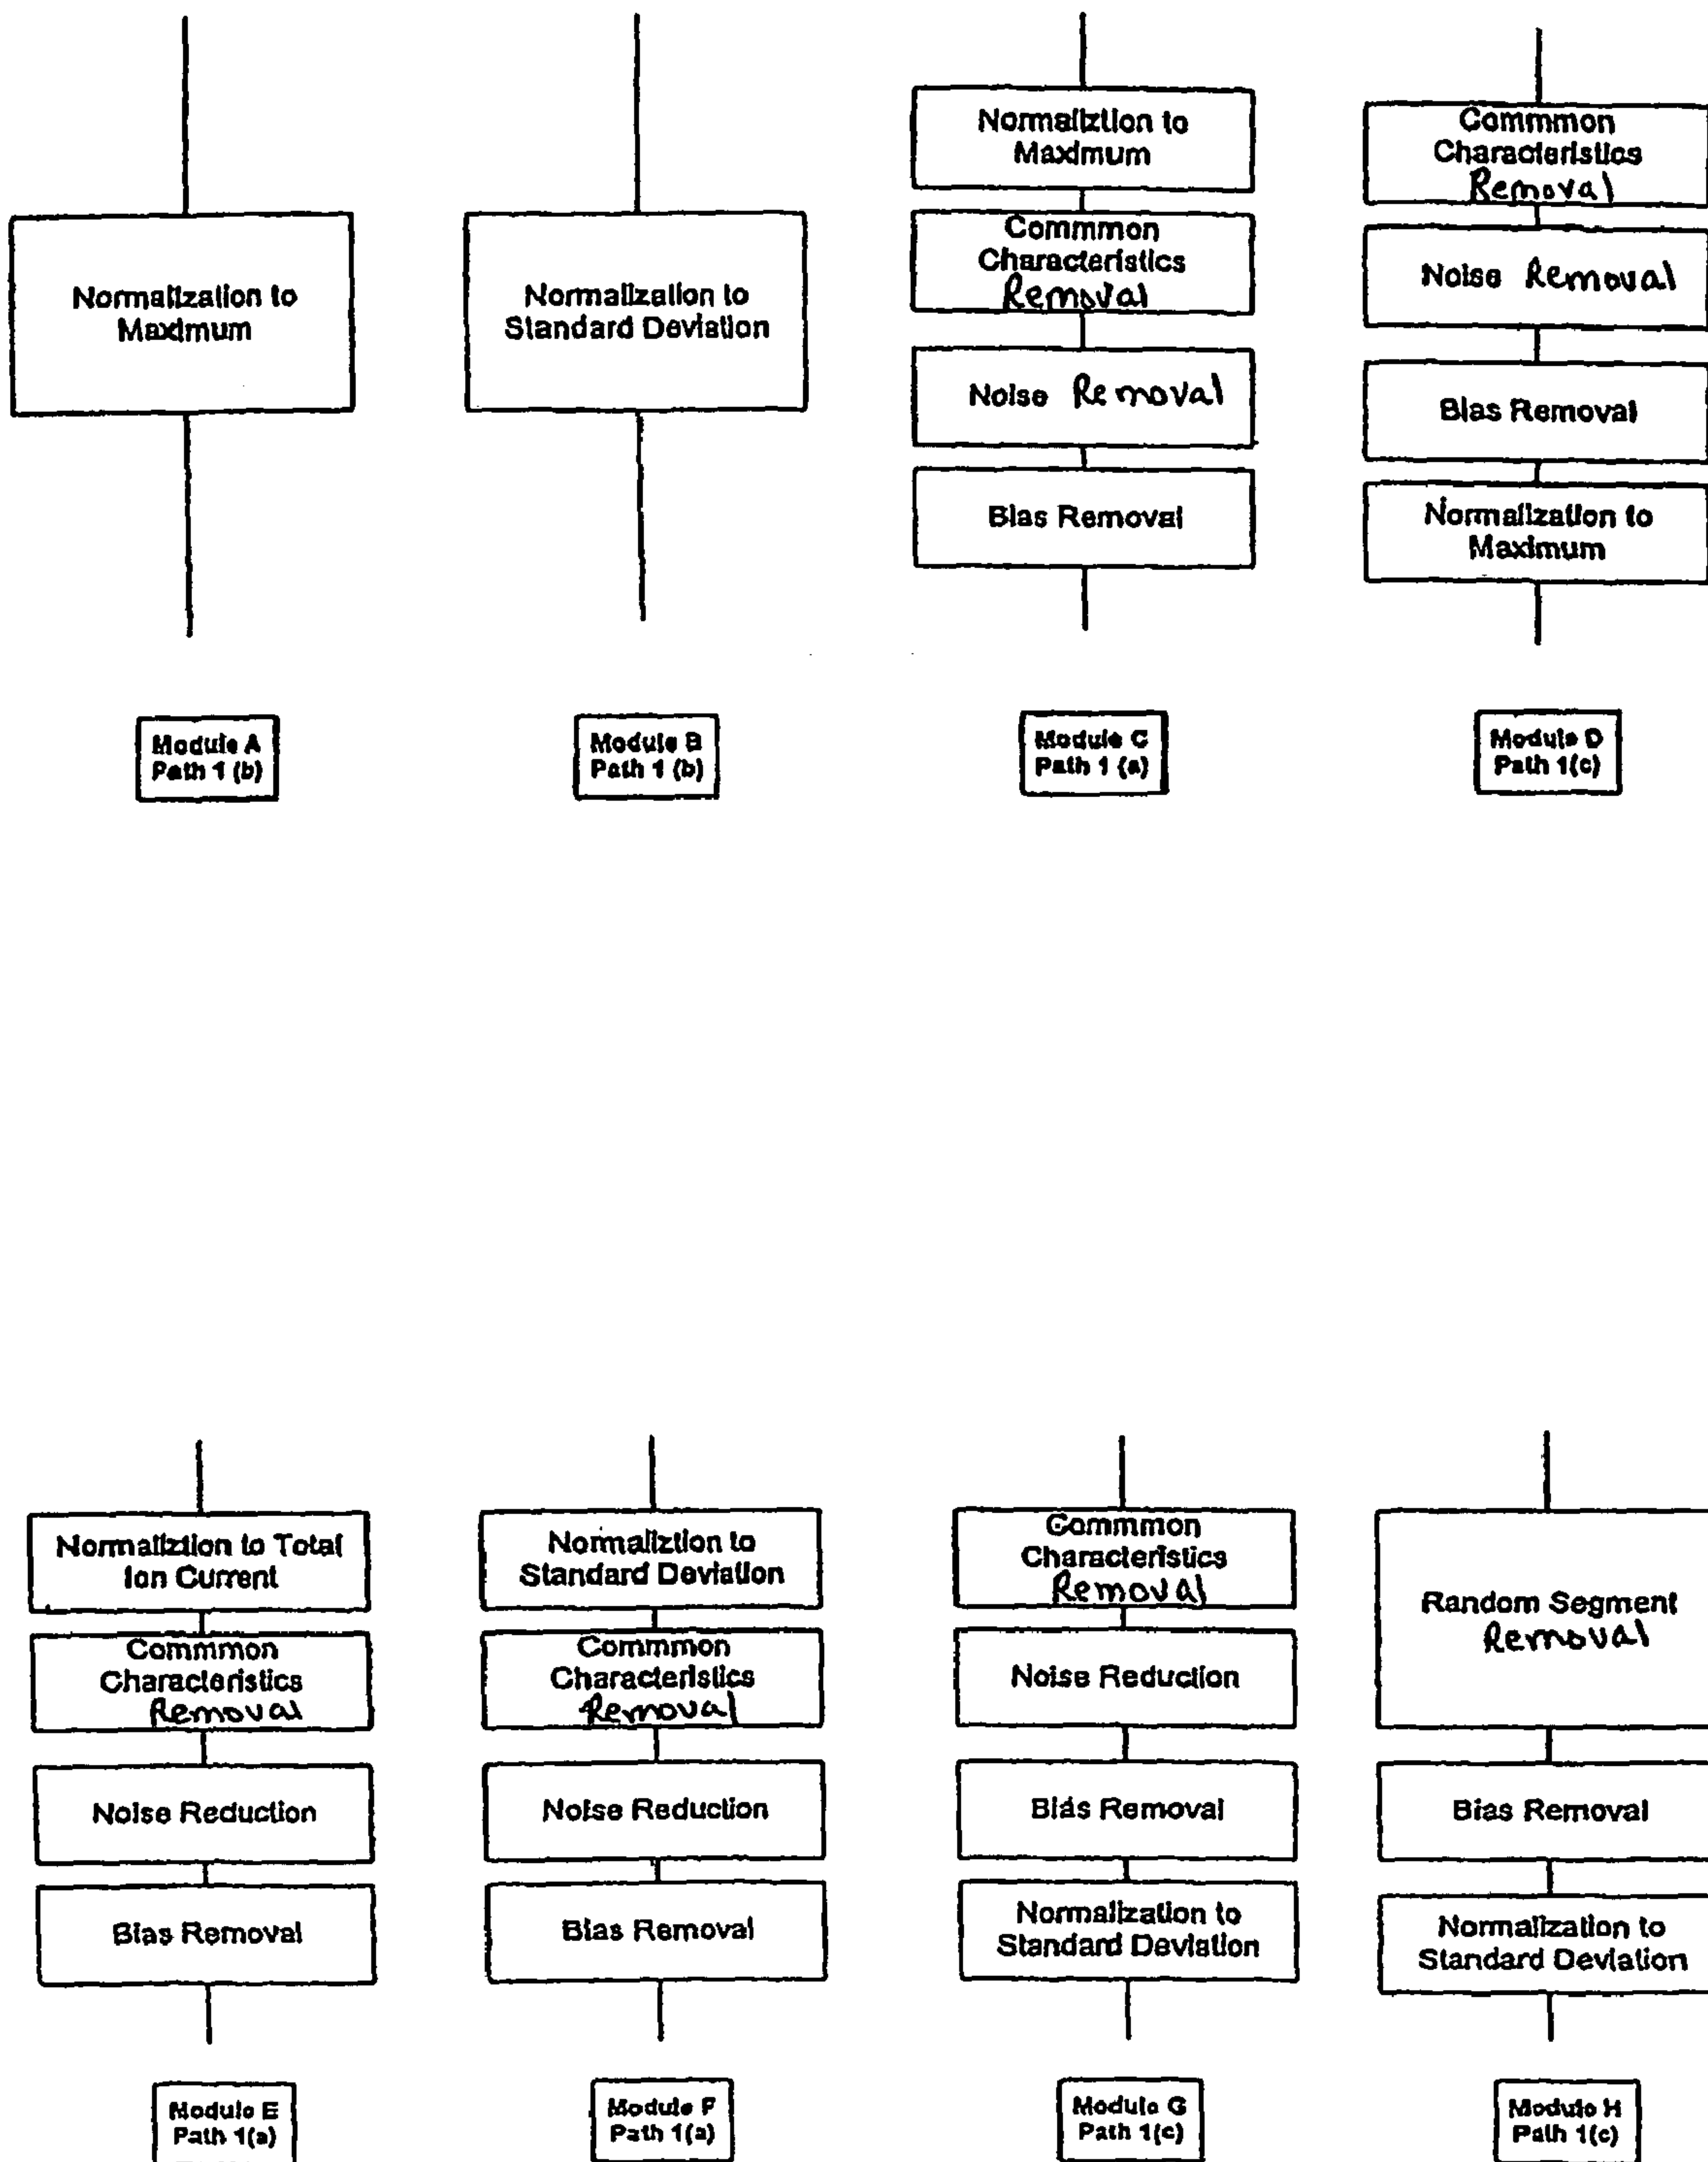 Normalization to
Maximum
Module A
Path 1 (b)
Normalization to
Standard Deviation
Module B
Path 1 (b)
Normaliztion to
Maximum
Commmon
Characteristics
Removal
Noise Removal
Bias Removal
Module C
Path 1 (a)
Commmon
Characteristics
Removal
Noise Removal
Bias Removal
Normalization to
Maximum
Module D
Path 1(c)
Normaliztion to Total
Ion Current
Commmon
Characteristics
Removal
Noise Reduction
Bias Removal
Module E
Path 1(a)
Normaliztion to
Standard Deviation
Commmon
Characteristics
Removal
Noise Reduction
Bias Removal
Module F
Path 1(a)
Commmon
Characteristics
Removal
Noise Reduction
Bias Removal
Normalization to
Standard Deviation
Module G
Path 1(c)
Random Segment
Removal
Bias Removal
Normalization to
Standard Deviation
Module H
Path 1(c)